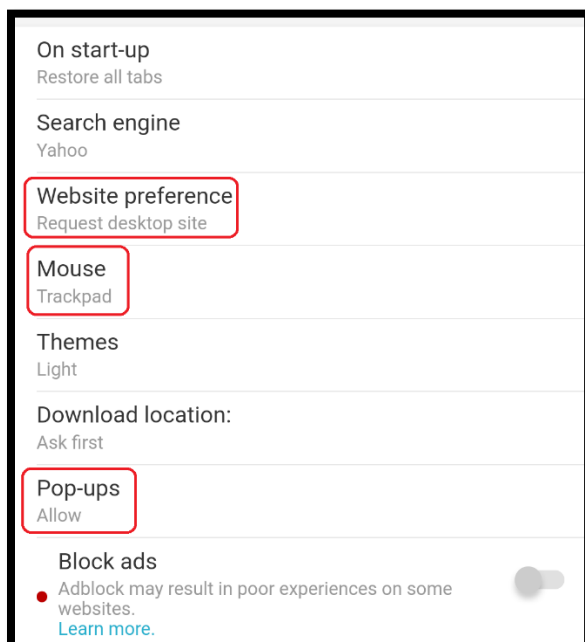 On start-up
Restore all tabs
Search engine
Yahoo
Website preference
Request desktop site
Mouse
Trackpad
Themes
Light
Download location:
Ask first
Pop-ups
Allow
Block ads
Adblock may result in poor experiences on some
websites.
Learn more.